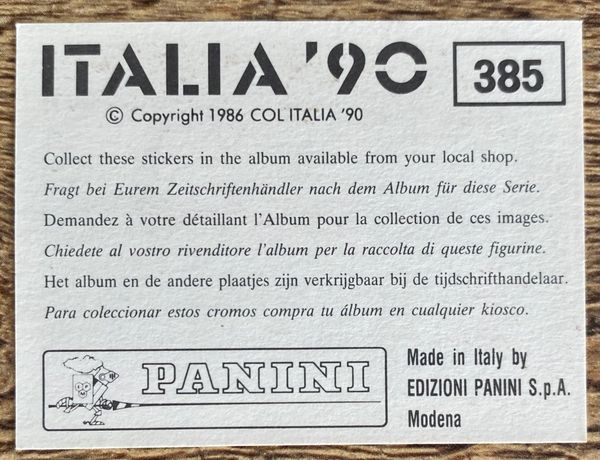 ITALIA '90
385
© Copyright 1986 COL ITALIA '90
Collect these stickers in the album available from your local shop.
Fragt bei Eurem Zeitschriftenhändler nach dem Album für diese Serie.
Demandez à votre détaillant l'Album pour la collection de ces images.
Chiedete al vostro rivenditore l'album per la raccolta di queste figurine.
Het album en de andere plaatjes zijn verkrijgbaar bij de tijdschrifthandelaar.
Para coleccionar estos cromos compra tu álbum en cualquier kiosco.
PANINI
Made in Italy by
EDIZIONI PANINI S.p.A.
Modena